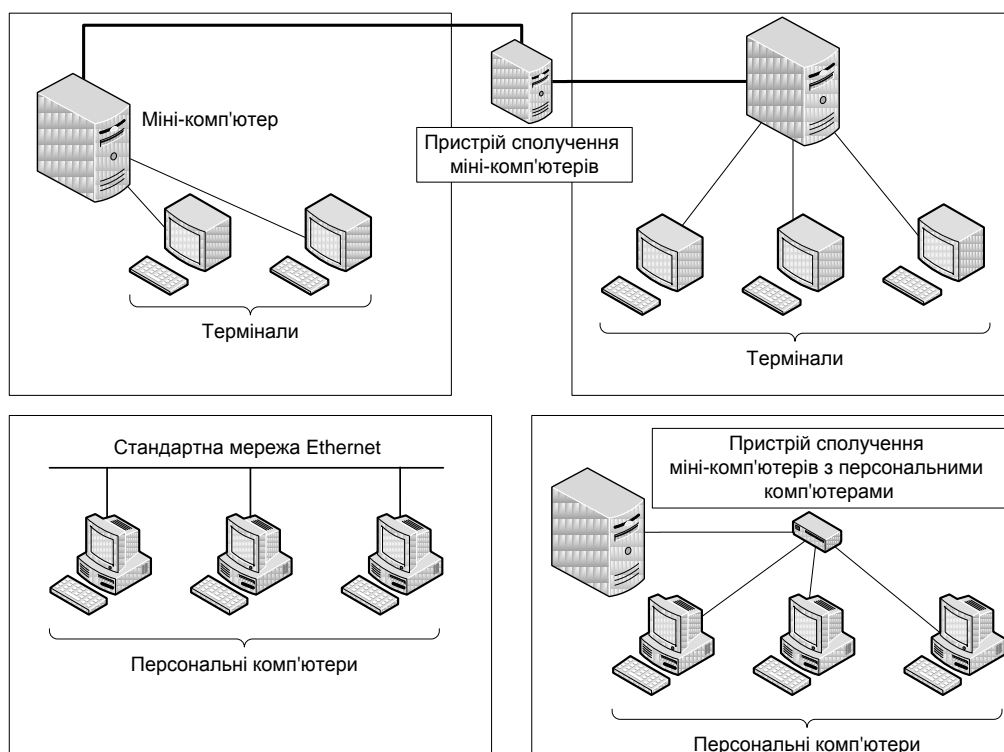 Міні-комп'ютер
Пристрій сполучення
міні-комп'ютерів
Термінали
Термінали
Стандартна мережа Ethernet
Персональні комп'ютери
Пристрій сполучення
міні-комп'ютерів з персональними
комп'ютерами
Персональні комп'ютери